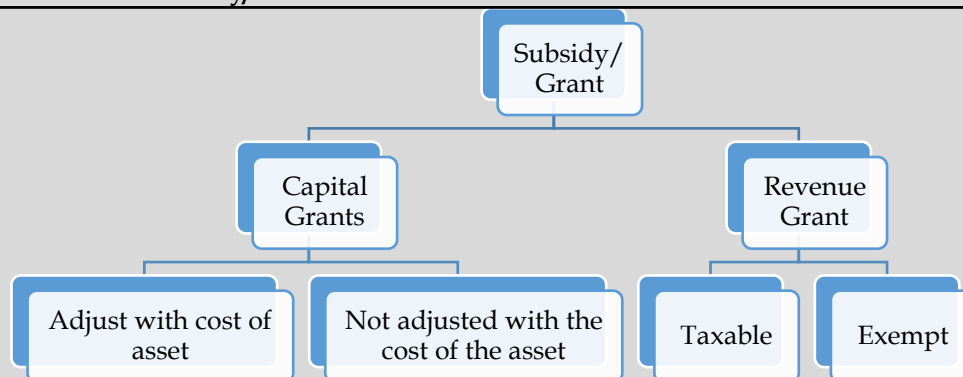 Subsidy/
Grant
Capital
Grants
Revenue
Grant
Adjust with cost of
asset
Not adjusted with the
cost of the asset
Taxable
Exempt